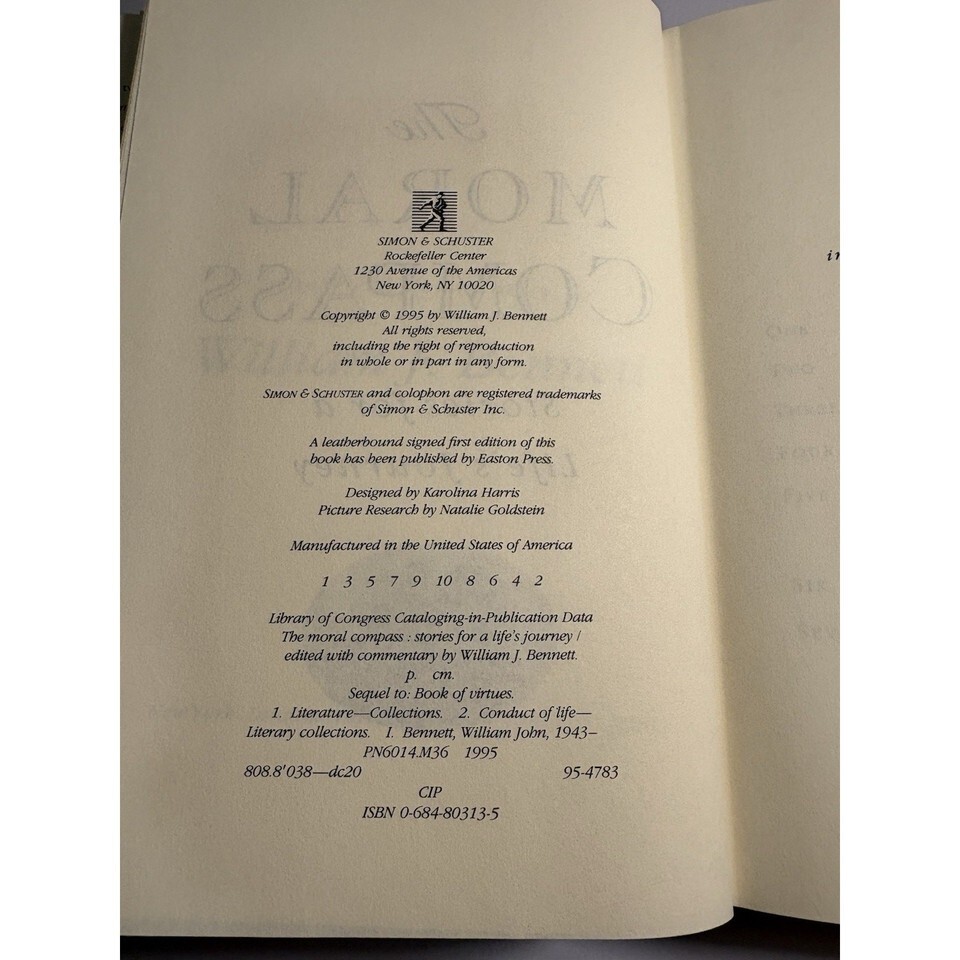 The
MORAL
COMPASS
SIMON & SCHUSTER
Rockefeller Center
1230 Avenue of the Americas
New York, NY 10020
Copyright © 1995 by William J. Bennett
All rights reserved,
including the right of reproduction
in whole or in part in any form.
SIMON & SCHUSTER and colophon are registered trademarks
of Simon & Schuster Inc.
A leatherbound signed first edition of this
book has been published by Easton Press.
Designed by Karolina Harris
Picture Research by Natalie Goldstein
Manufactured in the United States of America
1 3 5 7 9 10 8 6 4 2
Library of Congress Cataloging-in-Publication Data
The moral compass : stories for a life's journey /
edited with commentary by William J. Bennett.
p. cm.
Sequel to: Book of virtues.
1. Literature—Collections. 2. Conduct of life—
Literary collections. I. Bennett, William John, 1943–
PN6014.M36 1995
808.8'038—dc20 95-4783
CIP
ISBN 0-684-80313-5